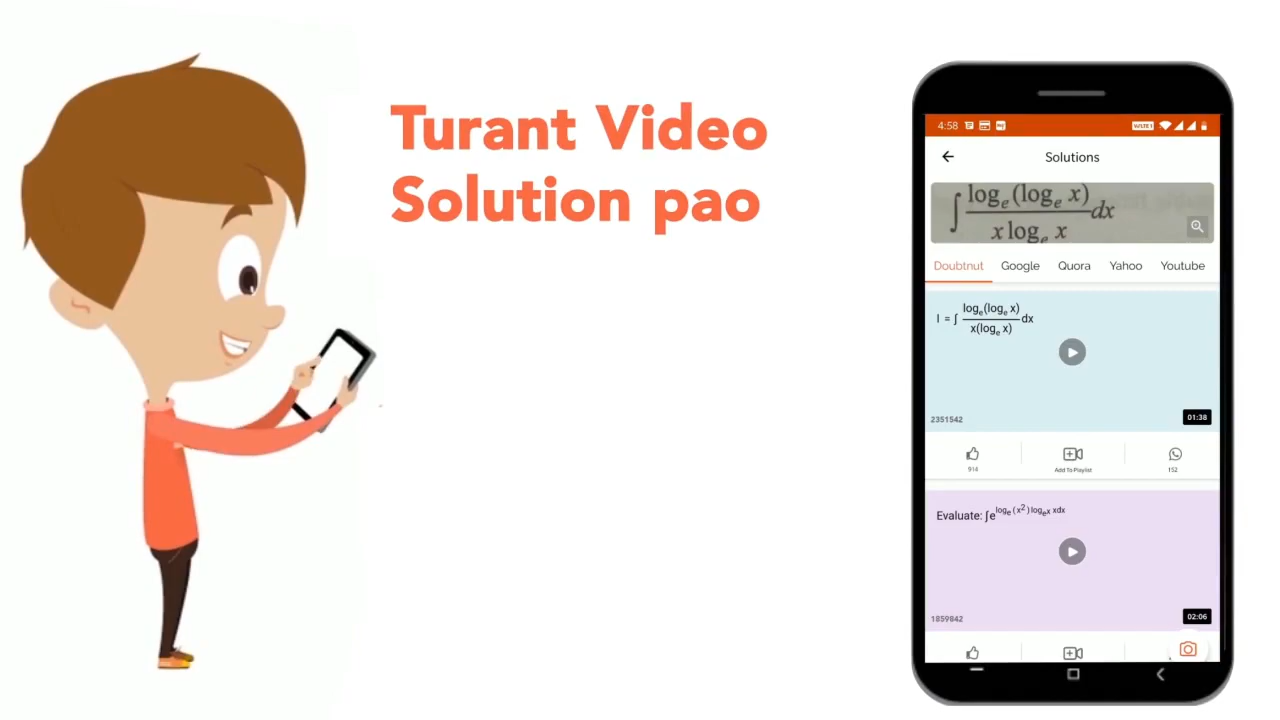 Turant Video
Solution pao
4:58
VoLTE1
Solutions
∫ logₑ(logₑ x) / x logₑ x dx
Doubtnut Google Quora Yahoo Youtube
I = ∫ logₑ(logₑ x) / x(logₑ x) dx
2351542 01:38
914 Add To Playlist 152
Evaluate: ∫e^logₑ(x²)logₑx xdx
1859842 02:06